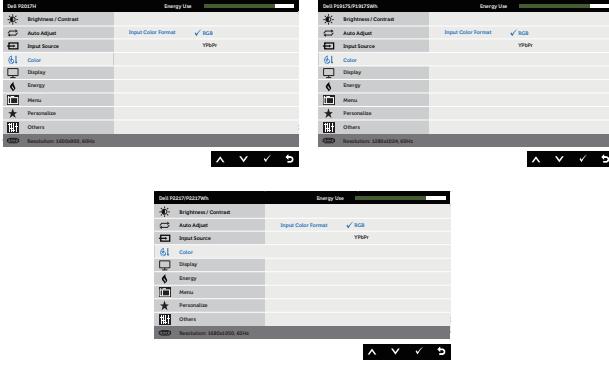 Dell P2017H Energy Use
Brightness / Contrast
Auto Adjust Input Color Format ✓ RGB
Input Source YPbPr
Color
Display
Energy
Menu
Personalize
Others
Resolution: 1600x900, 60Hz
Dell P1917S/P1917SWh Energy Use
Brightness / Contrast
Auto Adjust Input Color Format ✓ RGB
Input Source YPbPr
Color
Display
Energy
Menu
Personalize
Others
Resolution: 1280x1024, 60Hz
Dell P2217/P2217Wh Energy Use
Brightness / Contrast
Auto Adjust Input Color Format ✓ RGB
Input Source YPbPr
Color
Display
Energy
Menu
Personalize
Others
Resolution: 1680x1050, 60Hz